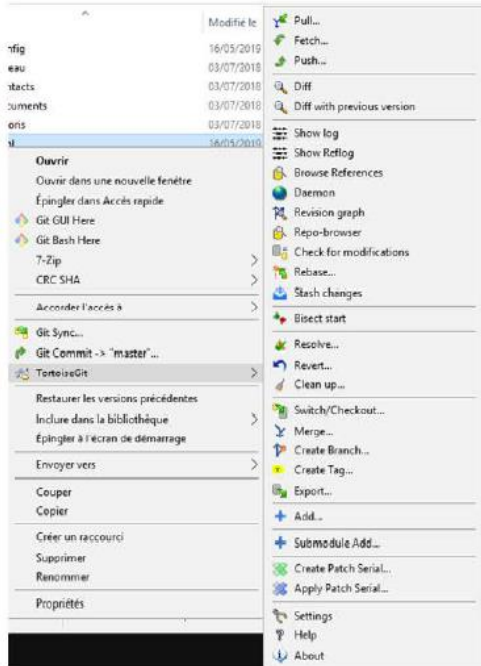 Modifié le
nfig 16/05/2019
eau 03/07/2018
ntacts 03/07/2018
cuments 03/07/2018
oris 03/07/2018
16/05/2019
Ouvrir
Ouvrir dans une nouvelle fenêtre
Épingler dans Accès rapide
Git GUI Here
Git Bash Here
7-Zip
CRC SHA
Accorder l'accès à
Git Sync...
Git Commit -> "master"...
TortoiseGit
Restaurer les versions précédentes
Inclure dans la bibliothèque
Épingler à l'écran de démarrage
Envoyer vers
Couper
Copier
Créer un raccourci
Supprimer
Renommer
Propriétés
Pull...
Fetch...
Push...
Diff
Diff with previous version
Show log
Show Reflog
Browse References
Daemon
Revision graph
Repo-browser
Check for modifications
Rebase...
Stash changes
Bisect start
Resolve...
Revert...
Clean up...
Switch/Checkout...
Merge...
Create Branch...
Create Tag...
Export...
Add...
Submodule Add...
Create Patch Serial...
Apply Patch Serial...
Settings
Help
About